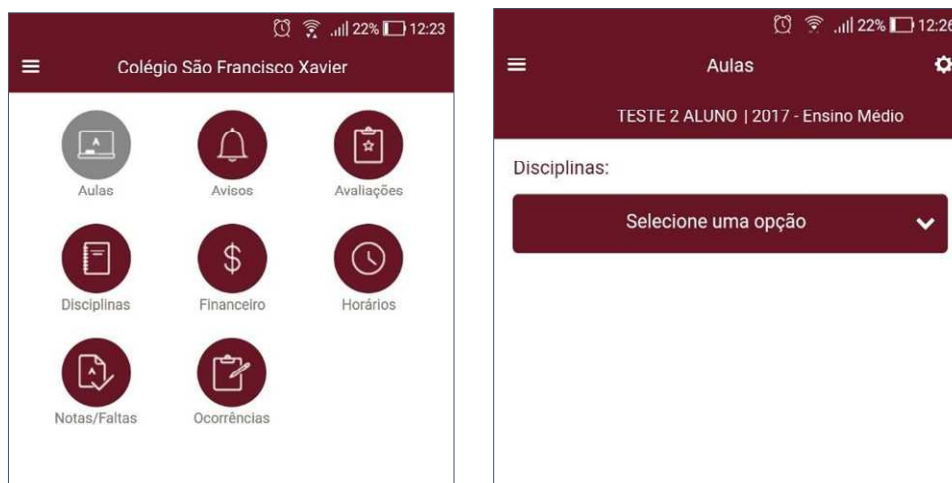 22% 12:23
Colégio São Francisco Xavier
Aulas Avisos Avaliações
Disciplinas Financeiro Horários
Notas/Faltas Ocorrências
22% 12:26
Aulas
TESTE 2 ALUNO | 2017 - Ensino Médio
Disciplinas:
Selecione uma opção